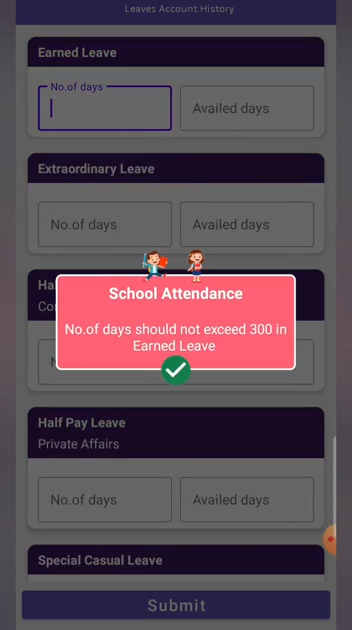 Leaves Account History
Earned Leave
No.of days
Availed days
Extraordinary Leave
No.of days
Availed days
School Attendance
No.of days should not exceed 300 in
Earned Leave
Half Pay Leave
Private Affairs
No.of days
Availed days
Special Casual Leave
Submit